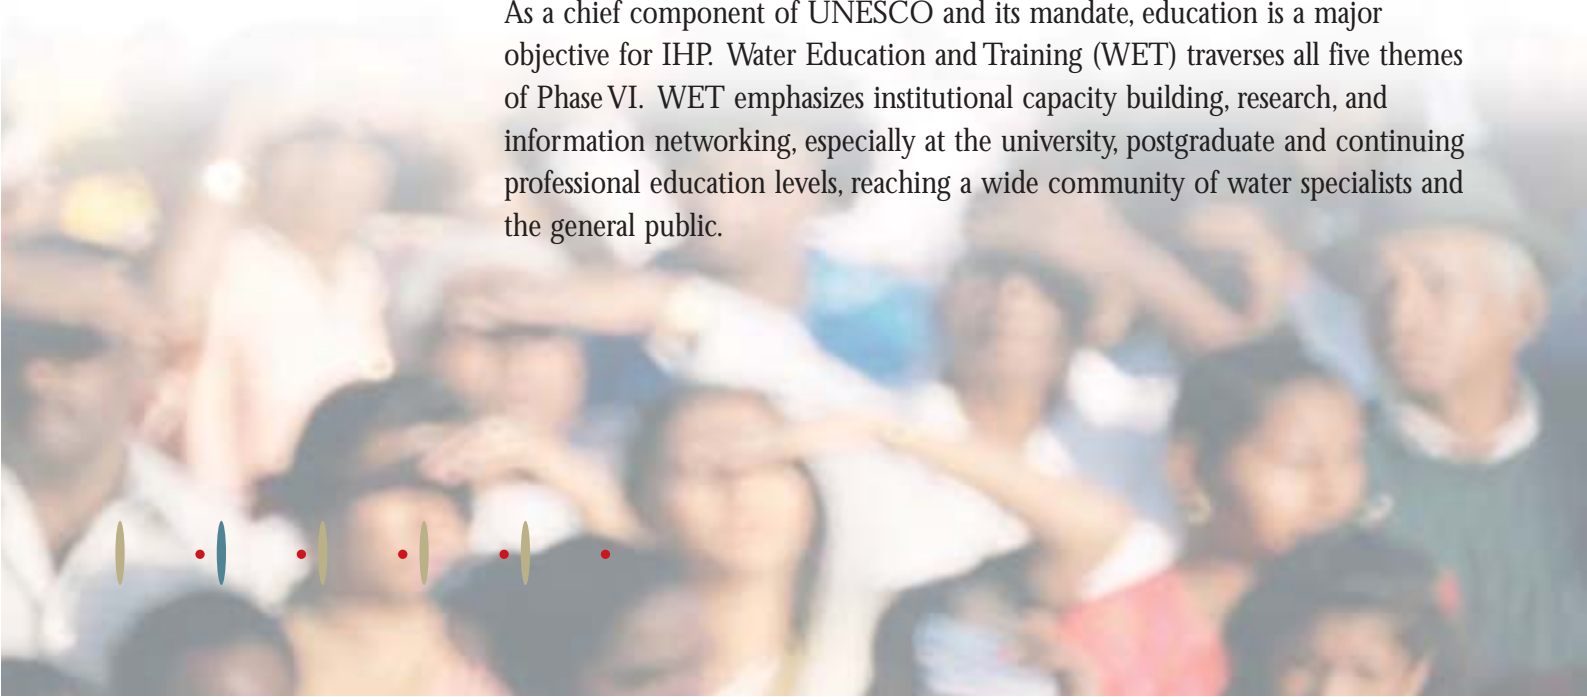 As a chief component of UNESCO and its mandate, education is a major
objective for IHP. Water Education and Training (WET) traverses all five themes
of Phase VI. WET emphasizes institutional capacity building, research, and
information networking, especially at the university, postgraduate and continuing
professional education levels, reaching a wide community of water specialists and
the general public.